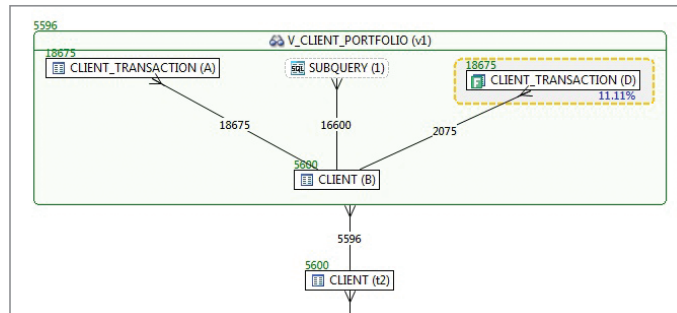 5596
V_CLIENT_PORTFOLIO (v1)
18675
CLIENT_TRANSACTION (A)
SQL SUBQUERY (1)
18675
CLIENT_TRANSACTION (D)
11.11%
18675
16600
2075
5600
CLIENT (B)
5596
5600
CLIENT (t2)